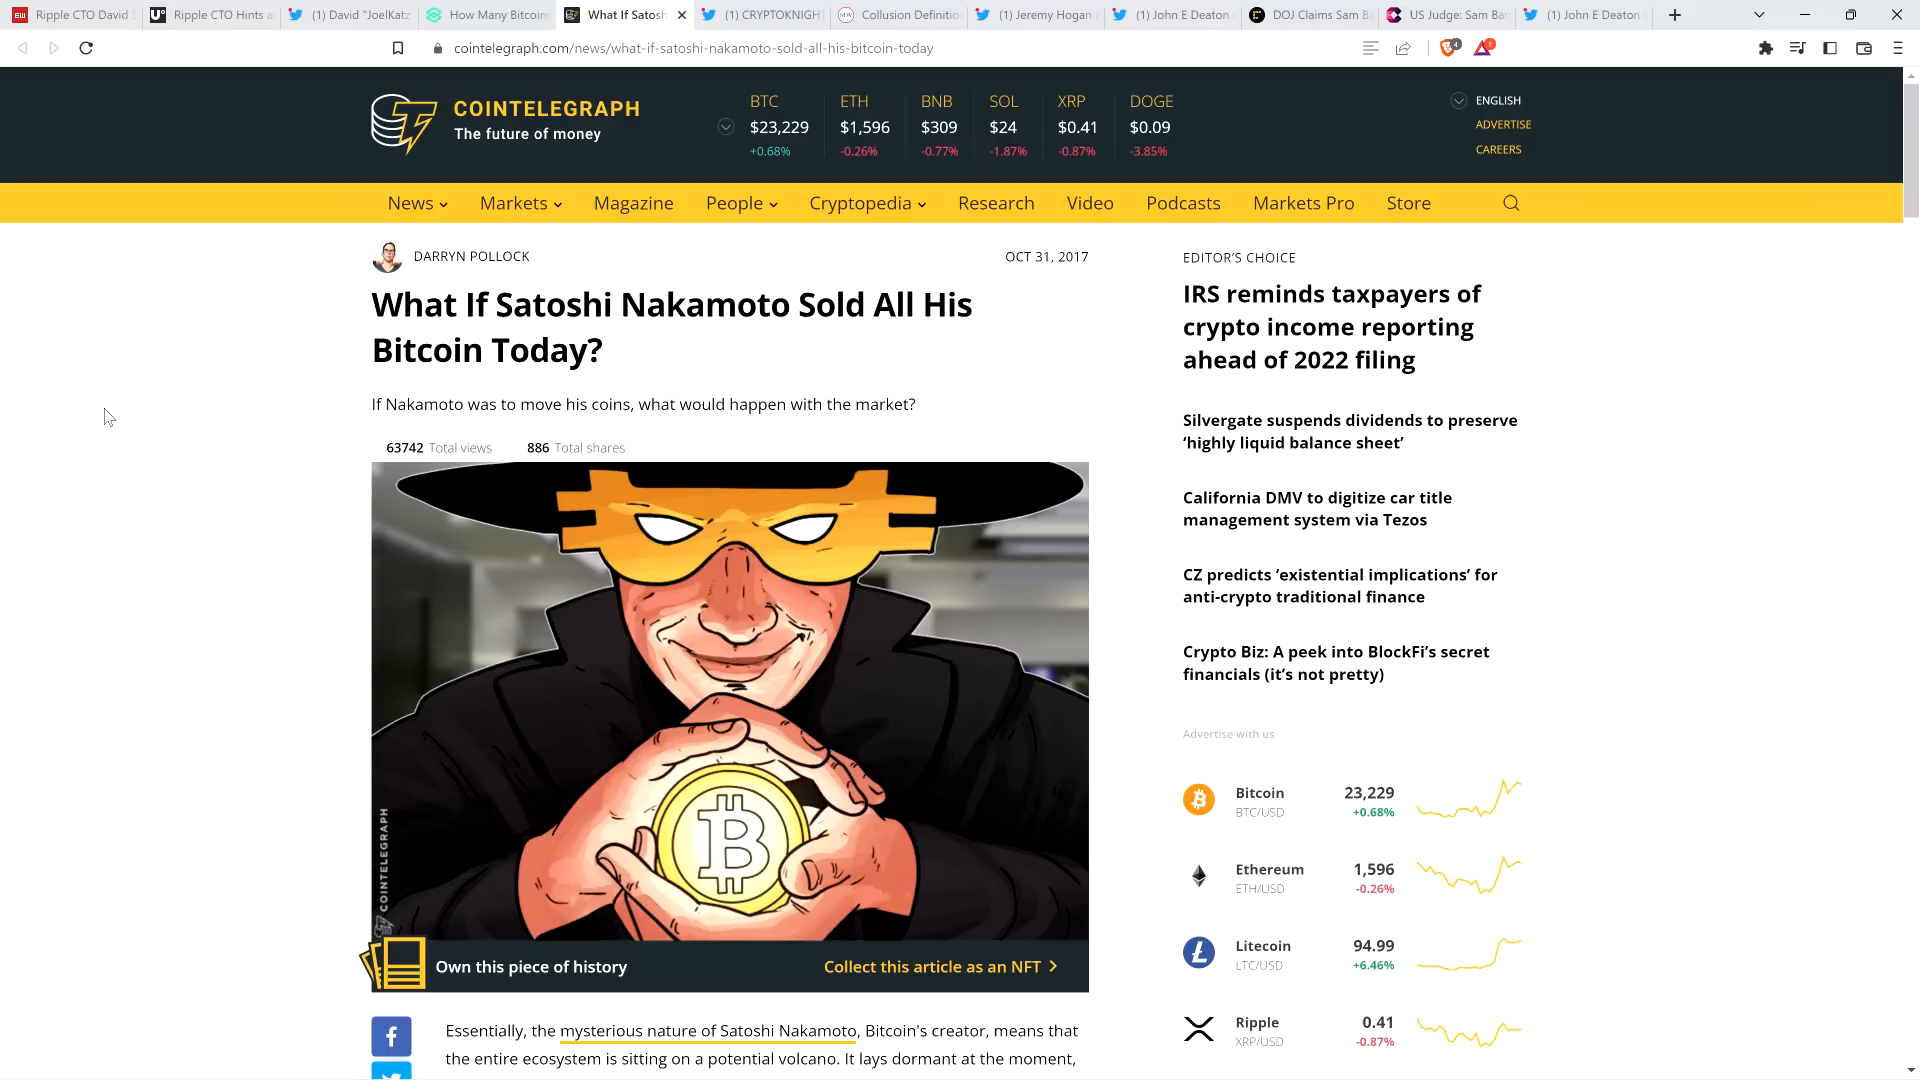 Ripple CTO David S
Ripple CTO Hints a
(1) David "JoelKatz
How Many Bitcoins
What If Satosh
(1) CRYPTOKNIGHT
Collusion Definitio
(1) Jeremy Hogan
(1) John E Deaton
DOJ Claims Sam Ba
US Judge: Sam Ban
(1) John E Deaton
cointelegraph.com/news/what-if-satoshi-nakamoto-sold-all-his-bitcoin-today
COINTELEGRAPH
The future of money
BTC ETH BNB SOL XRP DOGE
$23,229 $1,596 $309 $24 $0.41 $0.09
+0.68% -0.26% -0.77% -1.87% -0.87% -3.85%
ENGLISH
ADVERTISE
CAREERS
News Markets Magazine People Cryptopedia Research Video Podcasts Markets Pro Store
DARRYN POLLOCK
OCT 31, 2017
What If Satoshi Nakamoto Sold All His
Bitcoin Today?
If Nakamoto was to move his coins, what would happen with the market?
63742 Total views 886 Total shares
COINTELEGRAPH
Own this piece of history
Collect this article as an NFT
Essentially, the mysterious nature of Satoshi Nakamoto, Bitcoin's creator, means that
the entire ecosystem is sitting on a potential volcano. It lays dormant at the moment,
EDITOR'S CHOICE
IRS reminds taxpayers of
crypto income reporting
ahead of 2022 filing
Silvergate suspends dividends to preserve
‘highly liquid balance sheet’
California DMV to digitize car title
management system via Tezos
CZ predicts ‘existential implications’ for
anti-crypto traditional finance
Crypto Biz: A peek into BlockFi’s secret
financials (it’s not pretty)
Advertise with us
Bitcoin 23,229
BTC/USD +0.68%
Ethereum 1,596
ETH/USD -0.26%
Litecoin 94.99
LTC/USD +6.46%
Ripple 0.41
XRP/USD -0.87%